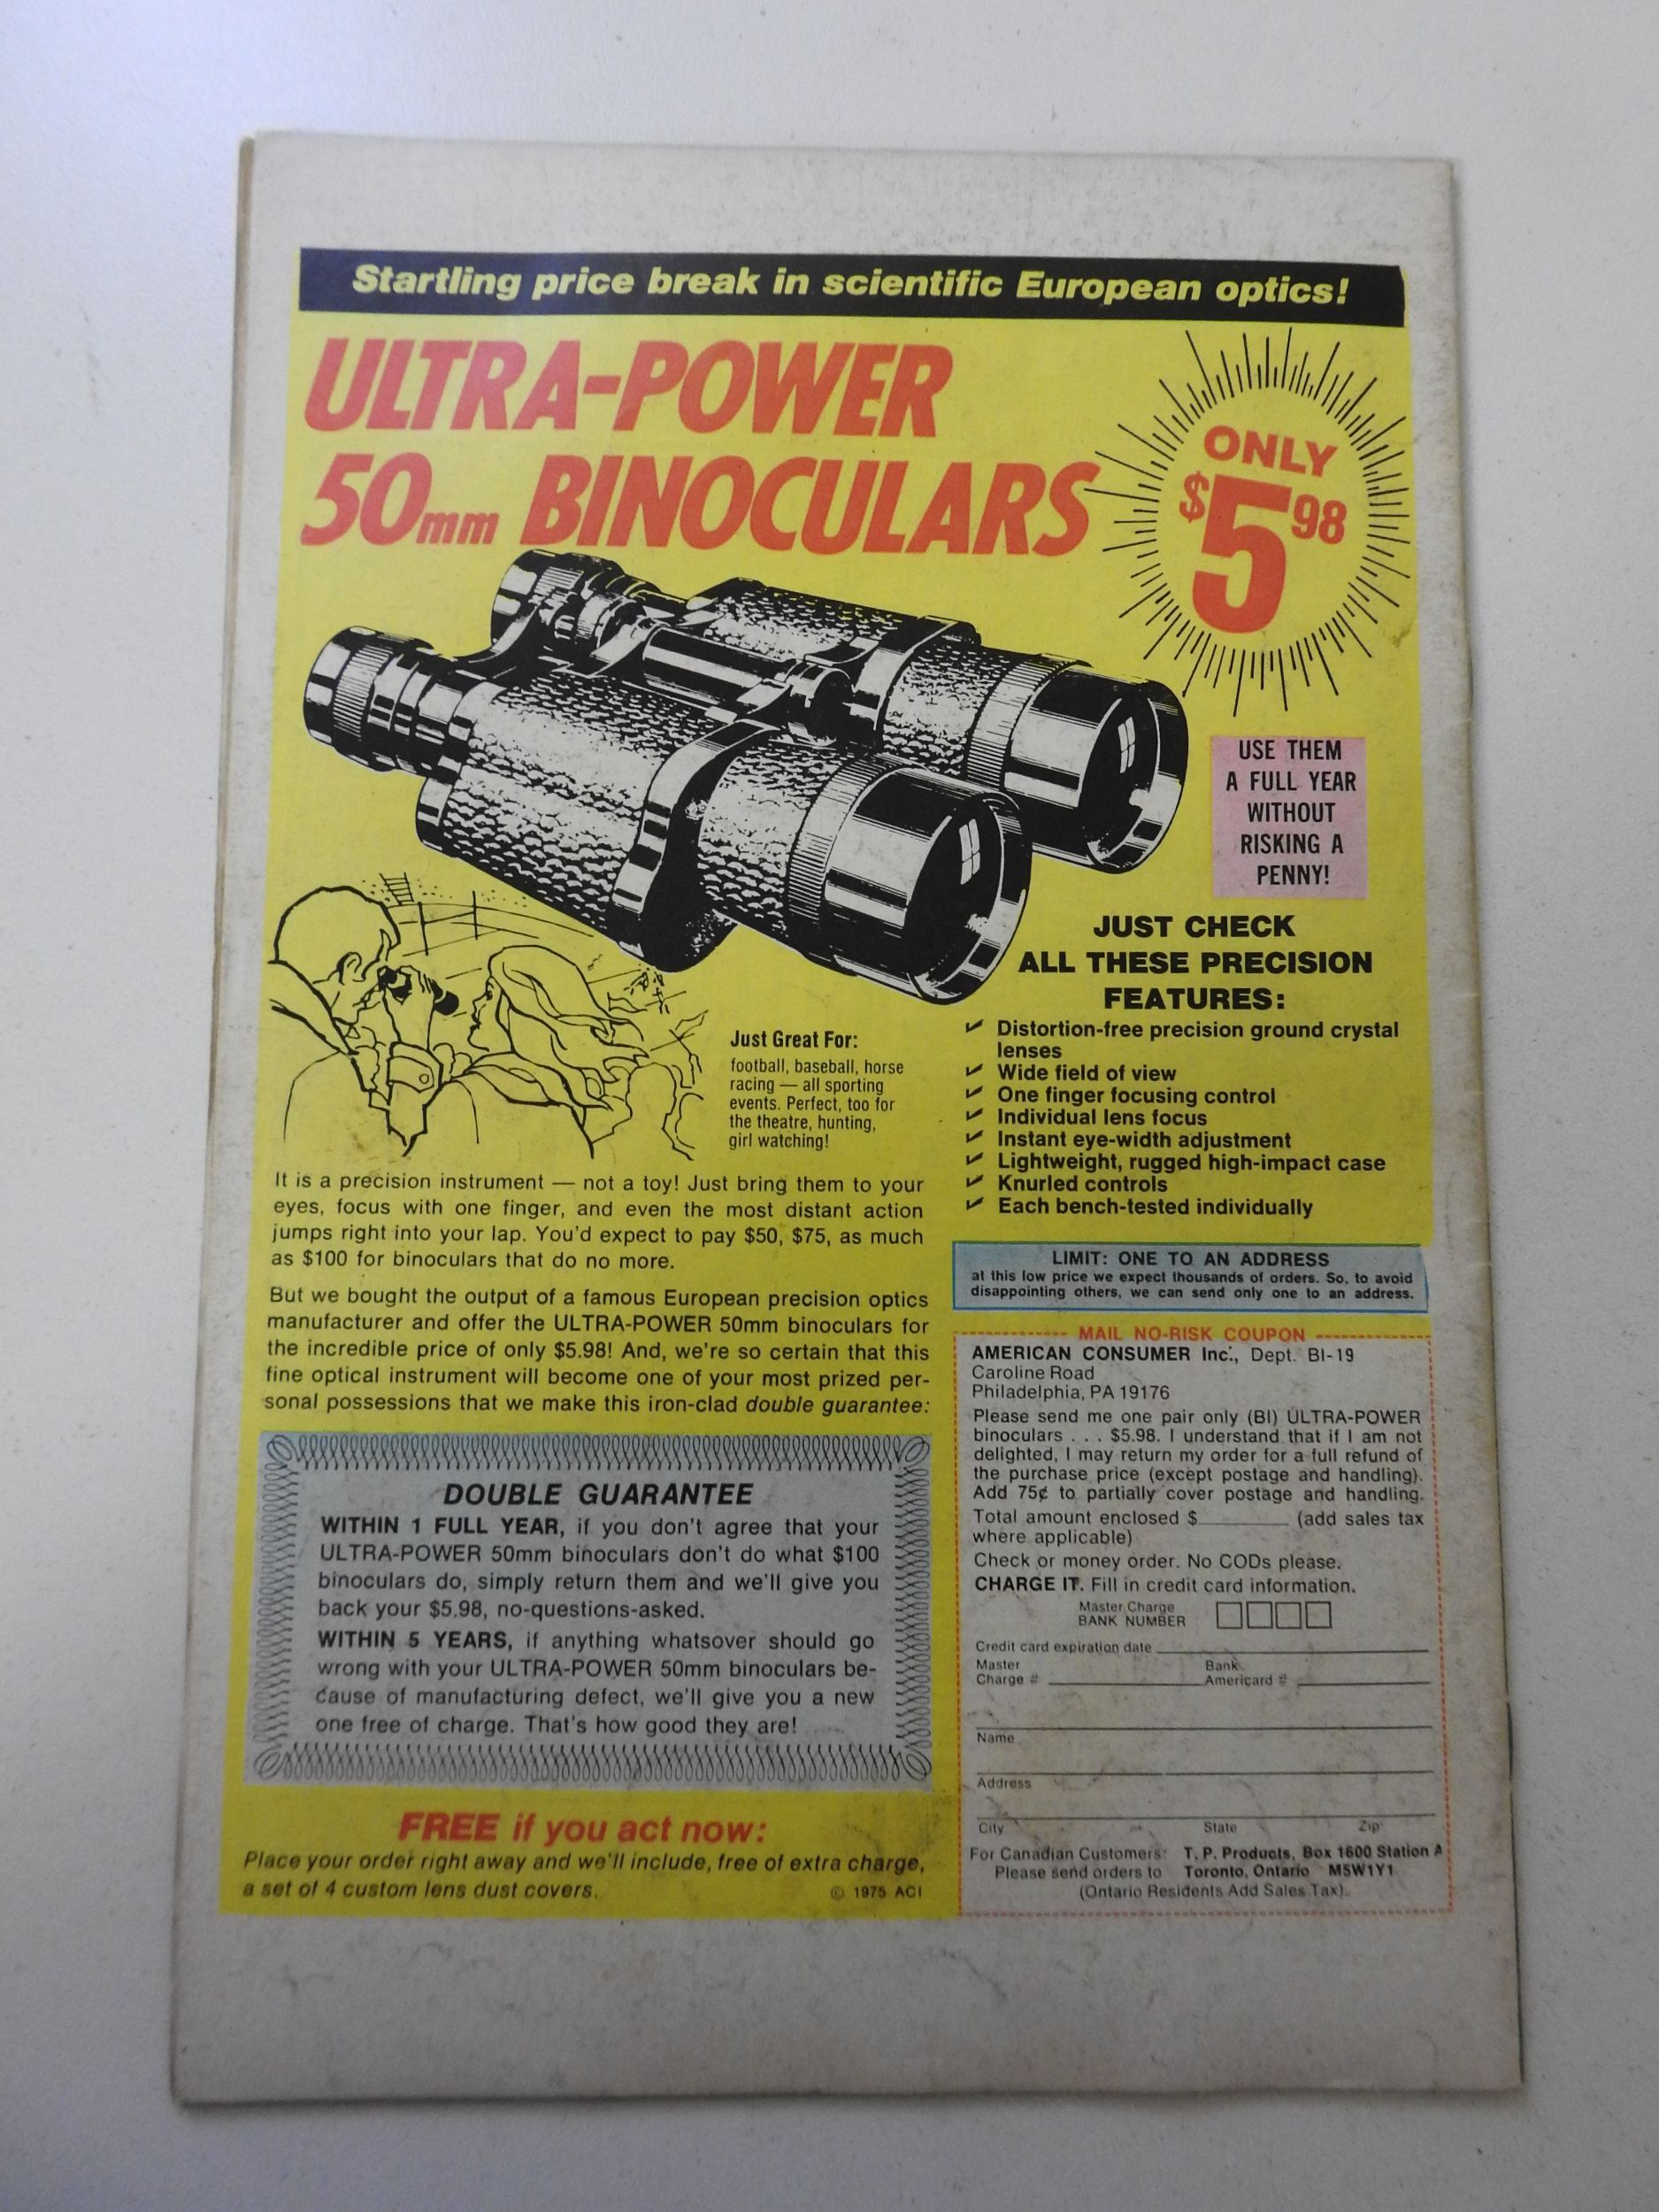 Startling price break in scientific European optics!
ULTRA-POWER
50mm BINOCULARS
ONLY
$5 98
USE THEM
A FULL YEAR
WITHOUT
RISKING A
PENNY!
JUST CHECK
ALL THESE PRECISION
FEATURES:
✔ Distortion-free precision ground crystal
lenses
✔ Wide field of view
✔ One finger focusing control
✔ Individual lens focus
✔ Instant eye-width adjustment
✔ Lightweight, rugged high-impact case
✔ Knurled controls
✔ Each bench-tested individually
Just Great For:
football, baseball, horse
racing — all sporting
events. Perfect, too for
the theatre, hunting,
girl watching!
It is a precision instrument — not a toy! Just bring them to your
eyes, focus with one finger, and even the most distant action
jumps right into your lap. You'd expect to pay $50, $75, as much
as $100 for binoculars that do no more.
But we bought the output of a famous European precision optics
manufacturer and offer the ULTRA-POWER 50mm binoculars for
the incredible price of only $5.98! And, we're so certain that this
fine optical instrument will become one of your most prized per-
sonal possessions that we make this iron-clad double guarantee:
DOUBLE GUARANTEE
WITHIN 1 FULL YEAR, if you don't agree that your
ULTRA-POWER 50mm binoculars don't do what $100
binoculars do, simply return them and we'll give you
back your $5.98, no-questions-asked.
WITHIN 5 YEARS, if anything whatsover should go
wrong with your ULTRA-POWER 50mm binoculars be-
cause of manufacturing defect, we'll give you a new
one free of charge. That's how good they are!
FREE if you act now:
Place your order right away and we'll include, free of extra charge,
a set of 4 custom lens dust covers.
© 1975 ACI
LIMIT: ONE TO AN ADDRESS
at this low price we expect thousands of orders. So, to avoid
disappointing others, we can send only one to an address.
MAIL NO-RISK COUPON
AMERICAN CONSUMER Inc., Dept. BI-19
Caroline Road
Philadelphia, PA 19176
Please send me one pair only (BI) ULTRA-POWER
binoculars . . . $5.98. I understand that if I am not
delighted, I may return my order for a full refund of
the purchase price (except postage and handling).
Add 75¢ to partially cover postage and handling.
Total amount enclosed $________ (add sales tax
where applicable)
Check or money order. No CODs please.
CHARGE IT. Fill in credit card information.
Master Charge
BANK NUMBER
Credit card expiration date
Master Bank
Charge # Americard #
Name
Address
City State Zip
For Canadian Customers: T. P. Products, Box 1600 Station A
Please send orders to Toronto, Ontario M5W1Y1
(Ontario Residents Add Sales Tax).